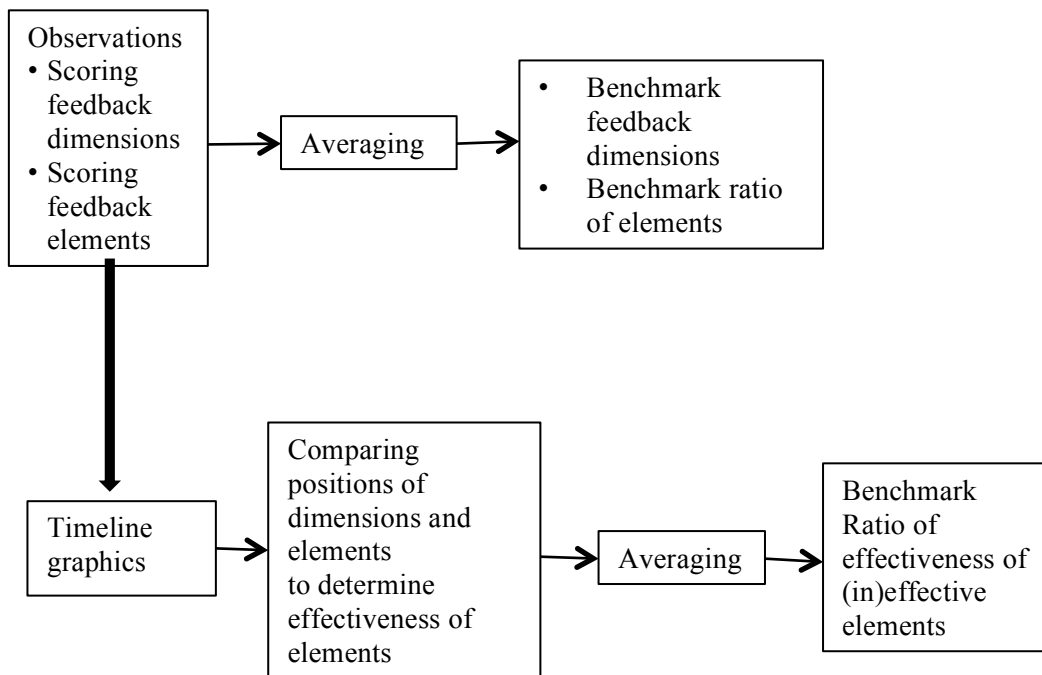 Observations
• Scoring
feedback
dimensions
• Scoring
feedback
elements
Averaging
• Benchmark
feedback
dimensions
• Benchmark ratio
of elements
Timeline
graphics
Comparing
positions of
dimensions and
elements
to determine
effectiveness of
elements
Averaging
Benchmark
Ratio of
effectiveness of
(in)effective
elements